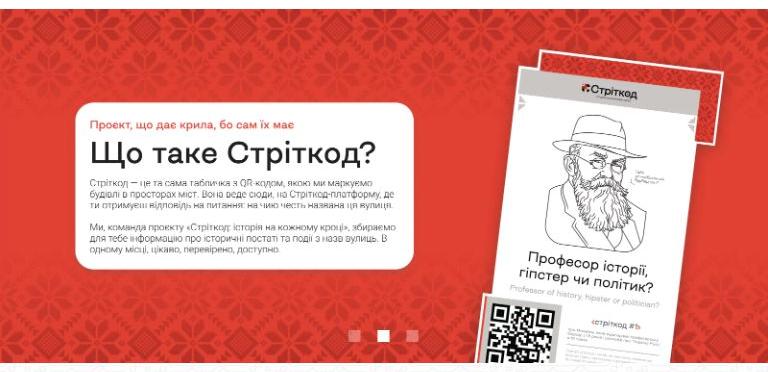 Проєкт, що дає крила, бо сам їх має
Що таке Стріткод?
Стріткод — це та сама табличка з QR-кодом, якою ми маркуємо
будівлі в просторах міст. Вона веде сюди, на Стріткод-платформу, де
ти отримуєш відповідь на питання: на чию честь названа ця вулиця.
Ми, команда проєкту «Стріткод: історія на кожному кроці», збираємо
для тебе інформацію про історичні постаті та події з назв вулиць. В
одному місці, цікаво, перевірено, доступно.
Стріткод
Професор історії,
гіпстер чи політик?
Professor of history, hipster or politician?
‹стріткод #Ъ